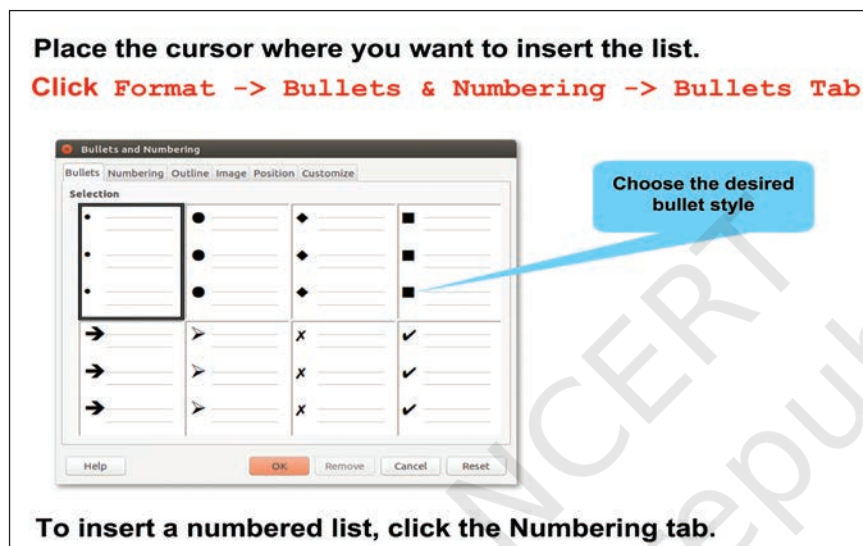 Place the cursor where you want to insert the list.
Click Format -> Bullets & Numbering -> Bullets Tab
Bullets and Numbering
Bullets Numbering Outline Image Position Customize
Selection
Choose the desired
bullet style
Help OK Remove Cancel Reset
To insert a numbered list, click the Numbering tab.
NCERT